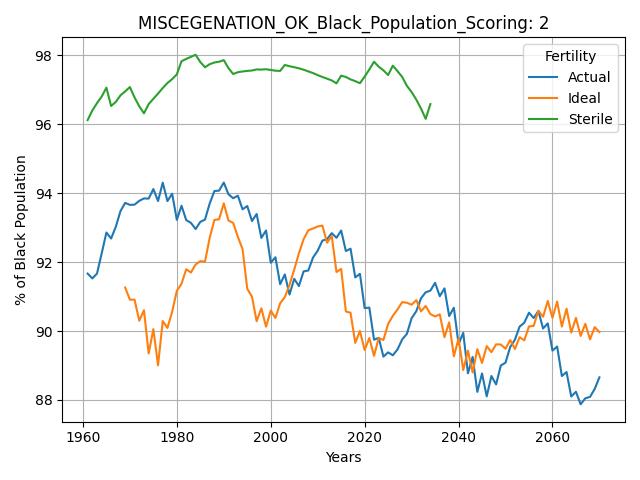 MISCEGENATION_OK_Black_Population_Scoring: 2
Fertility
Actual
Ideal
Sterile
% of Black Population
98
96
94
92
90
88
1960
1980
2000
2020
2040
2060
Years